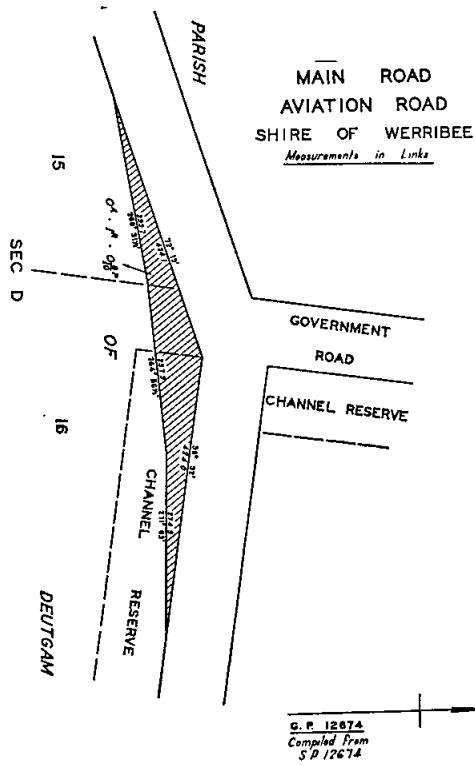 MAIN ROAD
AVIATION ROAD
SHIRE OF WERRIBEE
Measurements in Links
PARISH
GOVERNMENT
ROAD
CHANNEL RESERVE
15
SEC D
OF
16
CHANNEL
RESERVE
DEUTGAM
G. P. 12674
Compiled From
S P 12674